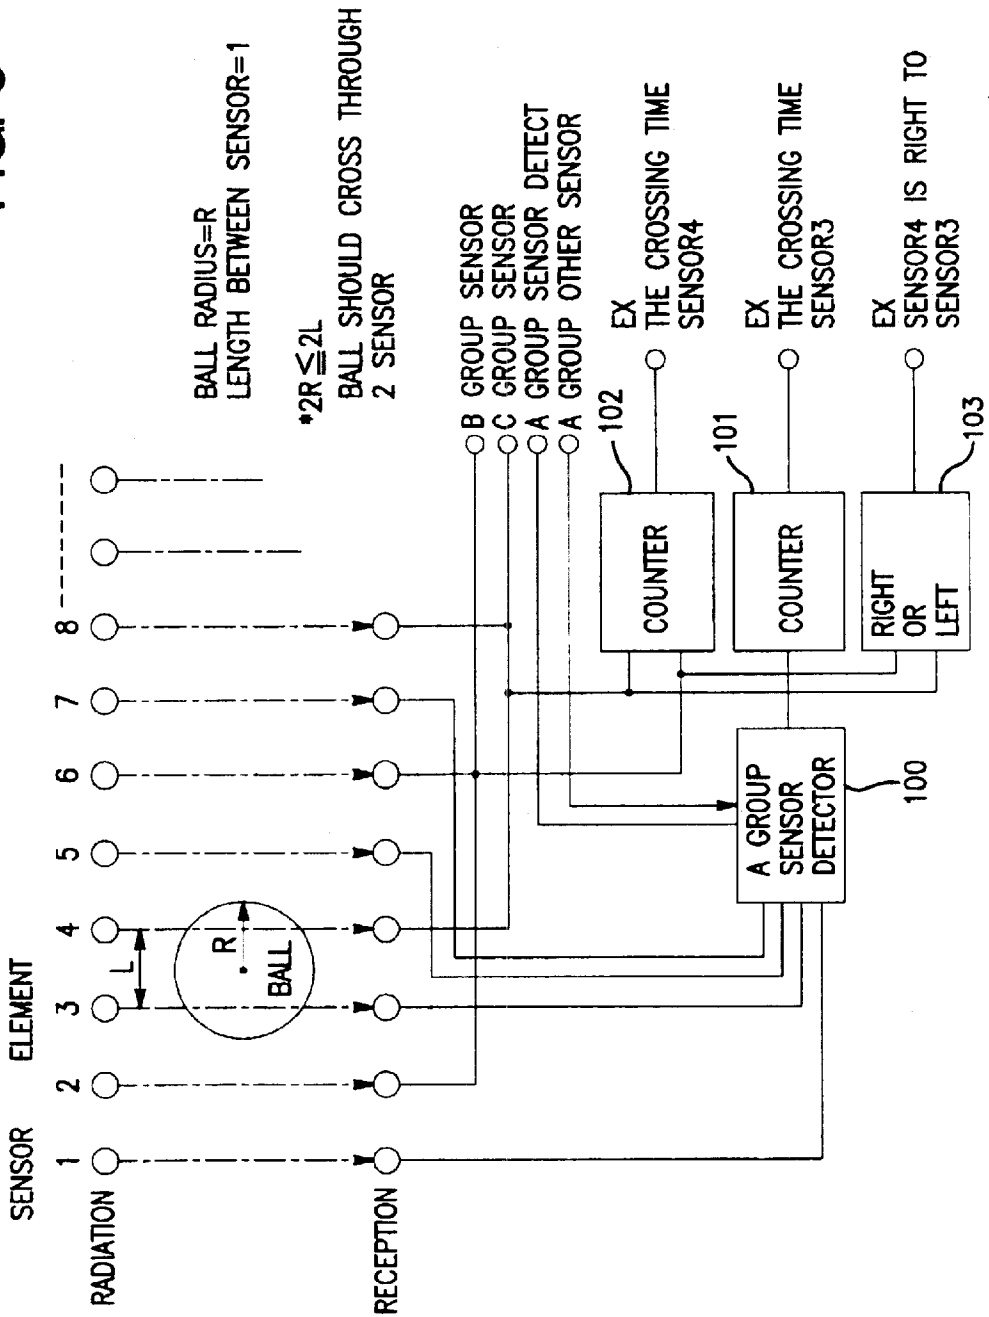 SENSOR ELEMENT
1 2 3 4 5 6 7 8
RADIATION
L
R
BALL
RECEPTION
BALL RADIUS=R
LENGTH BETWEEN SENSOR=1
*2R≦2L
BALL SHOULD CROSS THROUGH
2 SENSOR
B GROUP SENSOR
C GROUP SENSOR
A GROUP SENSOR DETECT
A GROUP OTHER SENSOR
A GROUP
SENSOR
DETECTOR
100
COUNTER
102
EX
THE CROSSING TIME
SENSOR4
COUNTER
101
EX
THE CROSSING TIME
SENSOR3
RIGHT
OR
LEFT
103
EX
SENSOR4 IS RIGHT TO
SENSOR3